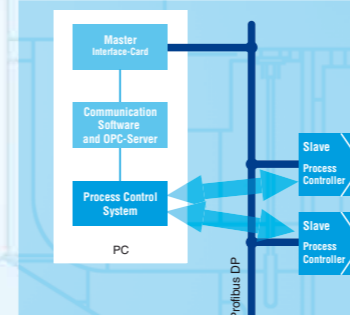 Master
Interface-Card
Communication
Software
and OPC-Server
Process Control
System
PC
Profibus DP
Slave
Process
Controller
Slave
Process
Controller